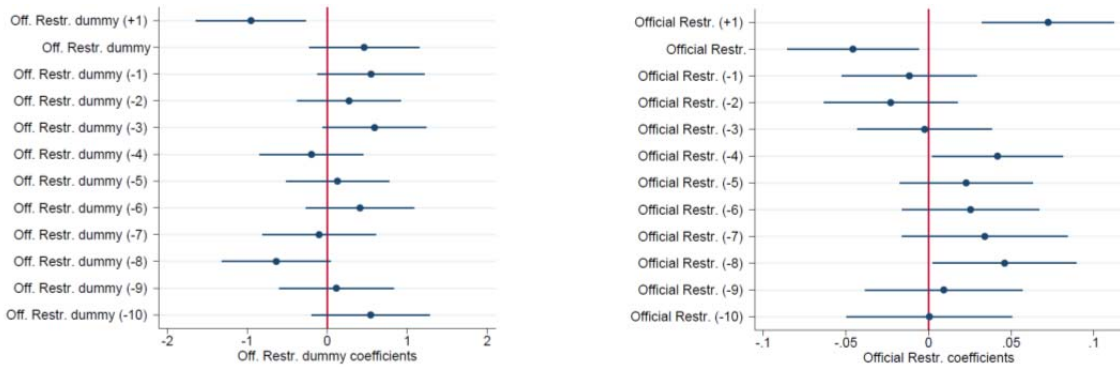 Off. Restr. dummy (+1)
Off. Restr. dummy
Off. Restr. dummy (-1)
Off. Restr. dummy (-2)
Off. Restr. dummy (-3)
Off. Restr. dummy (-4)
Off. Restr. dummy (-5)
Off. Restr. dummy (-6)
Off. Restr. dummy (-7)
Off. Restr. dummy (-8)
Off. Restr. dummy (-9)
Off. Restr. dummy (-10)
-2 -1 0 1 2
Off. Restr. dummy coefficients
Official Restr. (+1)
Official Restr.
Official Restr. (-1)
Official Restr. (-2)
Official Restr. (-3)
Official Restr. (-4)
Official Restr. (-5)
Official Restr. (-6)
Official Restr. (-7)
Official Restr. (-8)
Official Restr. (-9)
Official Restr. (-10)
-.1 -.05 0 .05 .1
Official Restr. coefficients